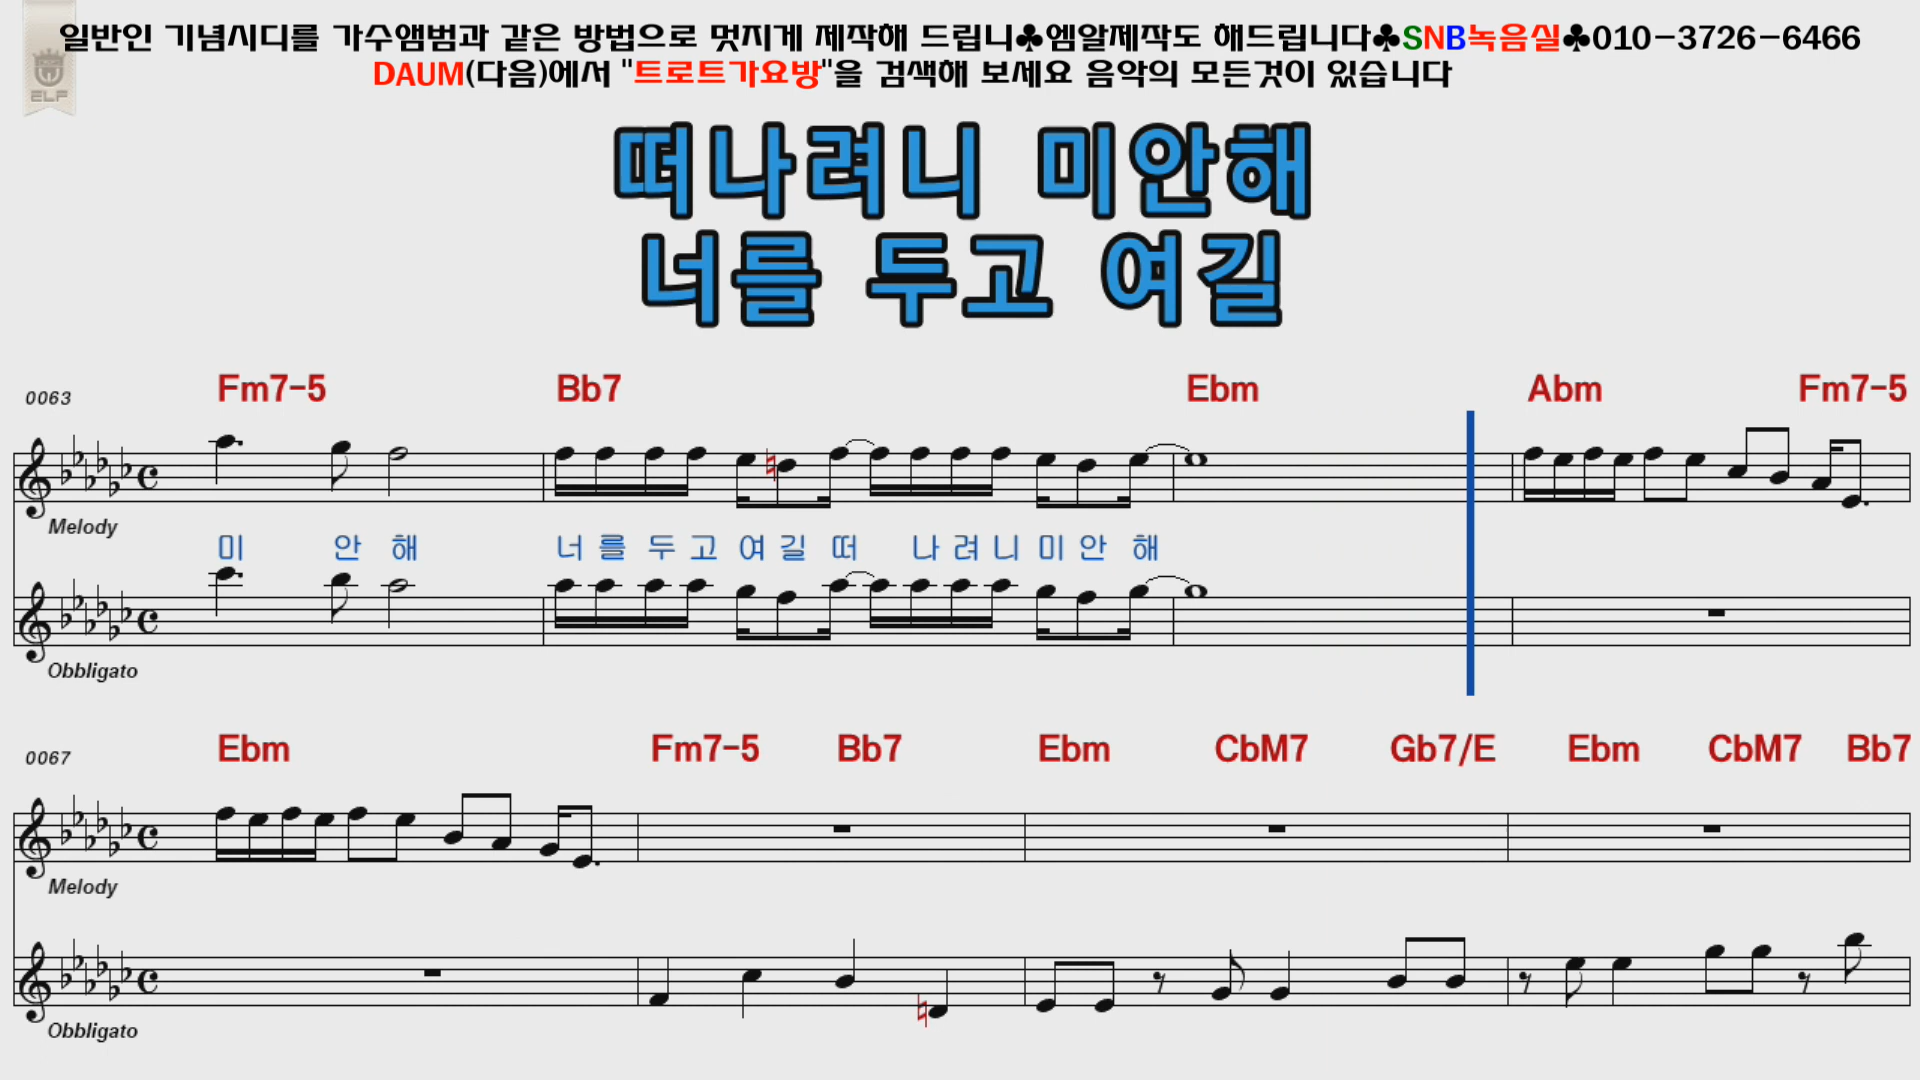 일반인 기념시디를 가수앰범과 같은 방법으로 멋지게 제작해 드립니♣엠알제작도 해드립니다♣SNB녹음실♣010-3726-6466
DAUM(다음)에서 "트로트가요방"을 검색해 보세요 음악의 모든것이 있습니다
ELF
떠나려니 미안해
너를 두고 여길
0063 Fm7-5 Bb7 Ebm Abm Fm7-5
Melody
미 안 해 너 를 두 고 여 길 떠 나 려 니 미 안 해
Obbligato
0067 Ebm Fm7-5 Bb7 Ebm CbM7 Gb7/E Ebm CbM7 Bb7
Melody
Obbligato